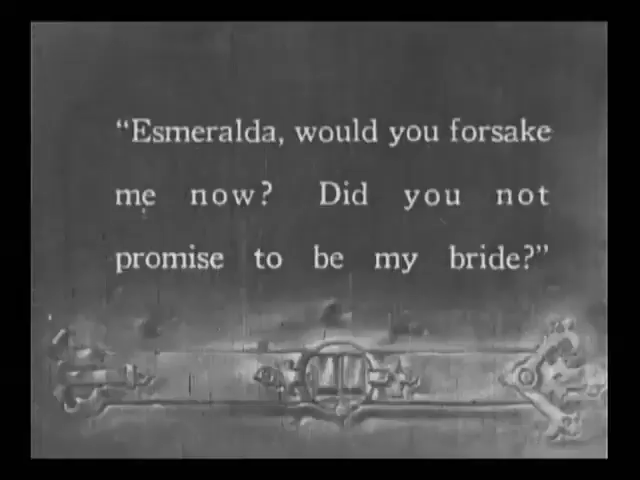 “Esmeralda, would you forsake
me now? Did you not
promise to be my bride?”